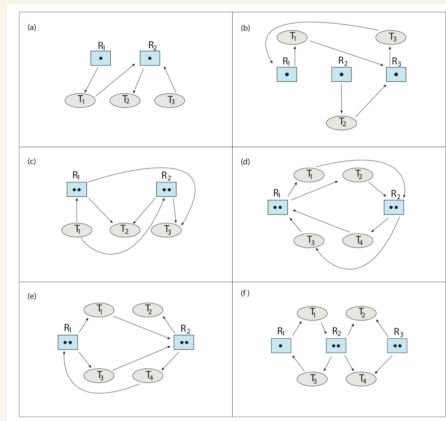 (a)
R1 R2
T1 T2 T3
(b)
T1 T3
R1 R2 R3
T2
(c)
R1 R2
T1 T2 T3
(d)
T1 T2
R1 R2
T3 T4
(e)
T1 T2
R1 R2
T3 T4
(f)
T1 T2
R1 R2 R3
T3 T4